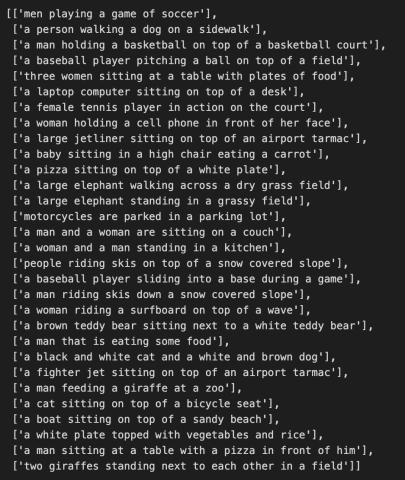 [['men playing a game of soccer'],
['a person walking a dog on a sidewalk'],
['a man holding a basketball on top of a basketball court'],
['a baseball player pitching a ball on top of a field'],
['three women sitting at a table with plates of food'],
['a laptop computer sitting on top of a desk'],
['a female tennis player in action on the court'],
['a woman holding a cell phone in front of her face'],
['a large jetliner sitting on top of an airport tarmac'],
['a baby sitting in a high chair eating a carrot'],
['a pizza sitting on top of a white plate'],
['a large elephant walking across a dry grass field'],
['a large elephant standing in a grassy field'],
['motorcycles are parked in a parking lot'],
['a man and a woman are sitting on a couch'],
['a woman and a man standing in a kitchen'],
['people riding skis on top of a snow covered slope'],
['a baseball player sliding into a base during a game'],
['a man riding skis down a snow covered slope'],
['a woman riding a surfboard on top of a wave'],
['a brown teddy bear sitting next to a white teddy bear'],
['a man that is eating some food'],
['a black and white cat and a white and brown dog'],
['a fighter jet sitting on top of an airport tarmac'],
['a man feeding a giraffe at a zoo'],
['a cat sitting on top of a bicycle seat'],
['a boat sitting on top of a sandy beach'],
['a white plate topped with vegetables and rice'],
['a man sitting at a table with a pizza in front of him'],
['two giraffes standing next to each other in a field']]